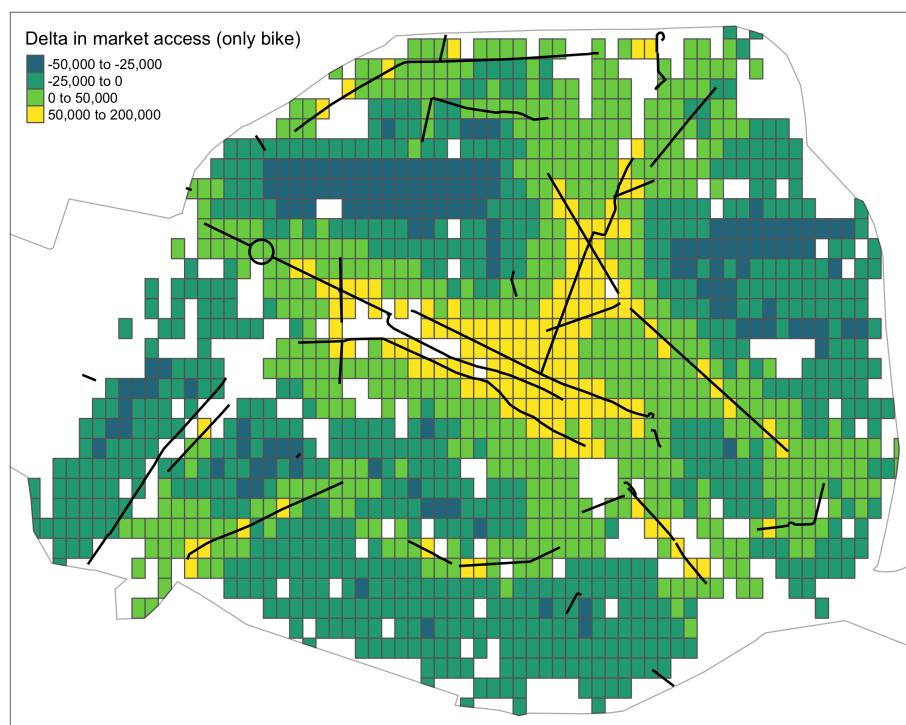 Delta in market access (only bike)
-50,000 to -25,000
-25,000 to 0
0 to 50,000
50,000 to 200,000